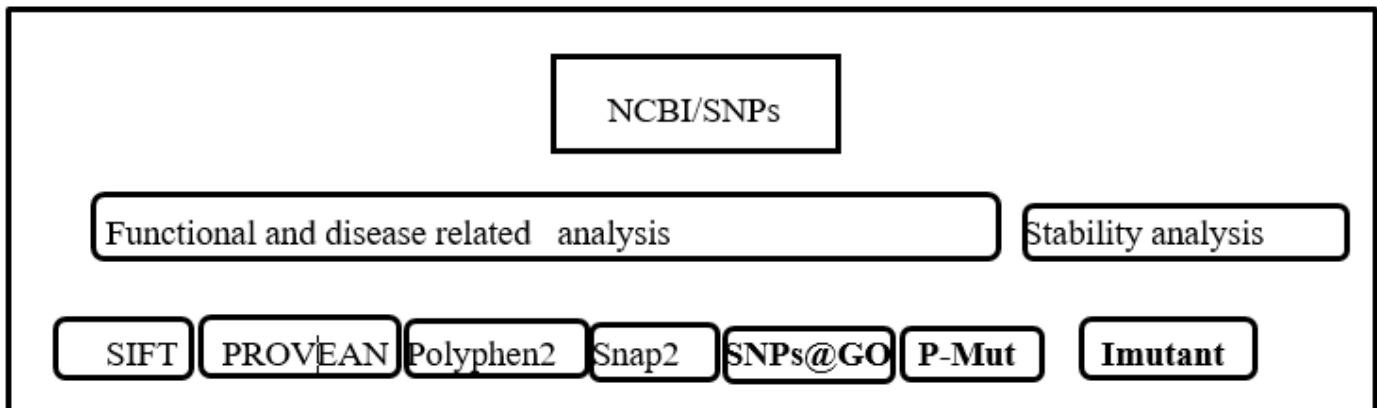 NCBI/SNPs
Functional and disease related analysis Stability analysis
SIFT PROVEAN Polyphen2 Snap2 SNPs@GO P-Mut Imutant